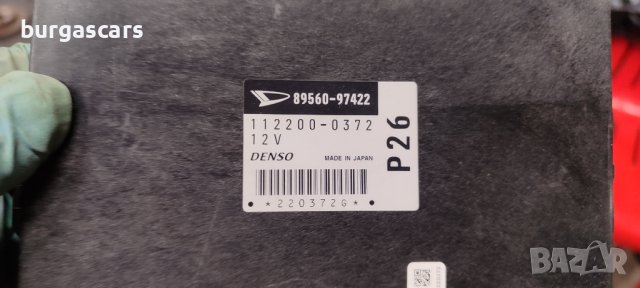 burgascars
89560-97422
112200-0372
12V
DENSO MADE IN JAPAN
P26
*220372G*
BAZAR